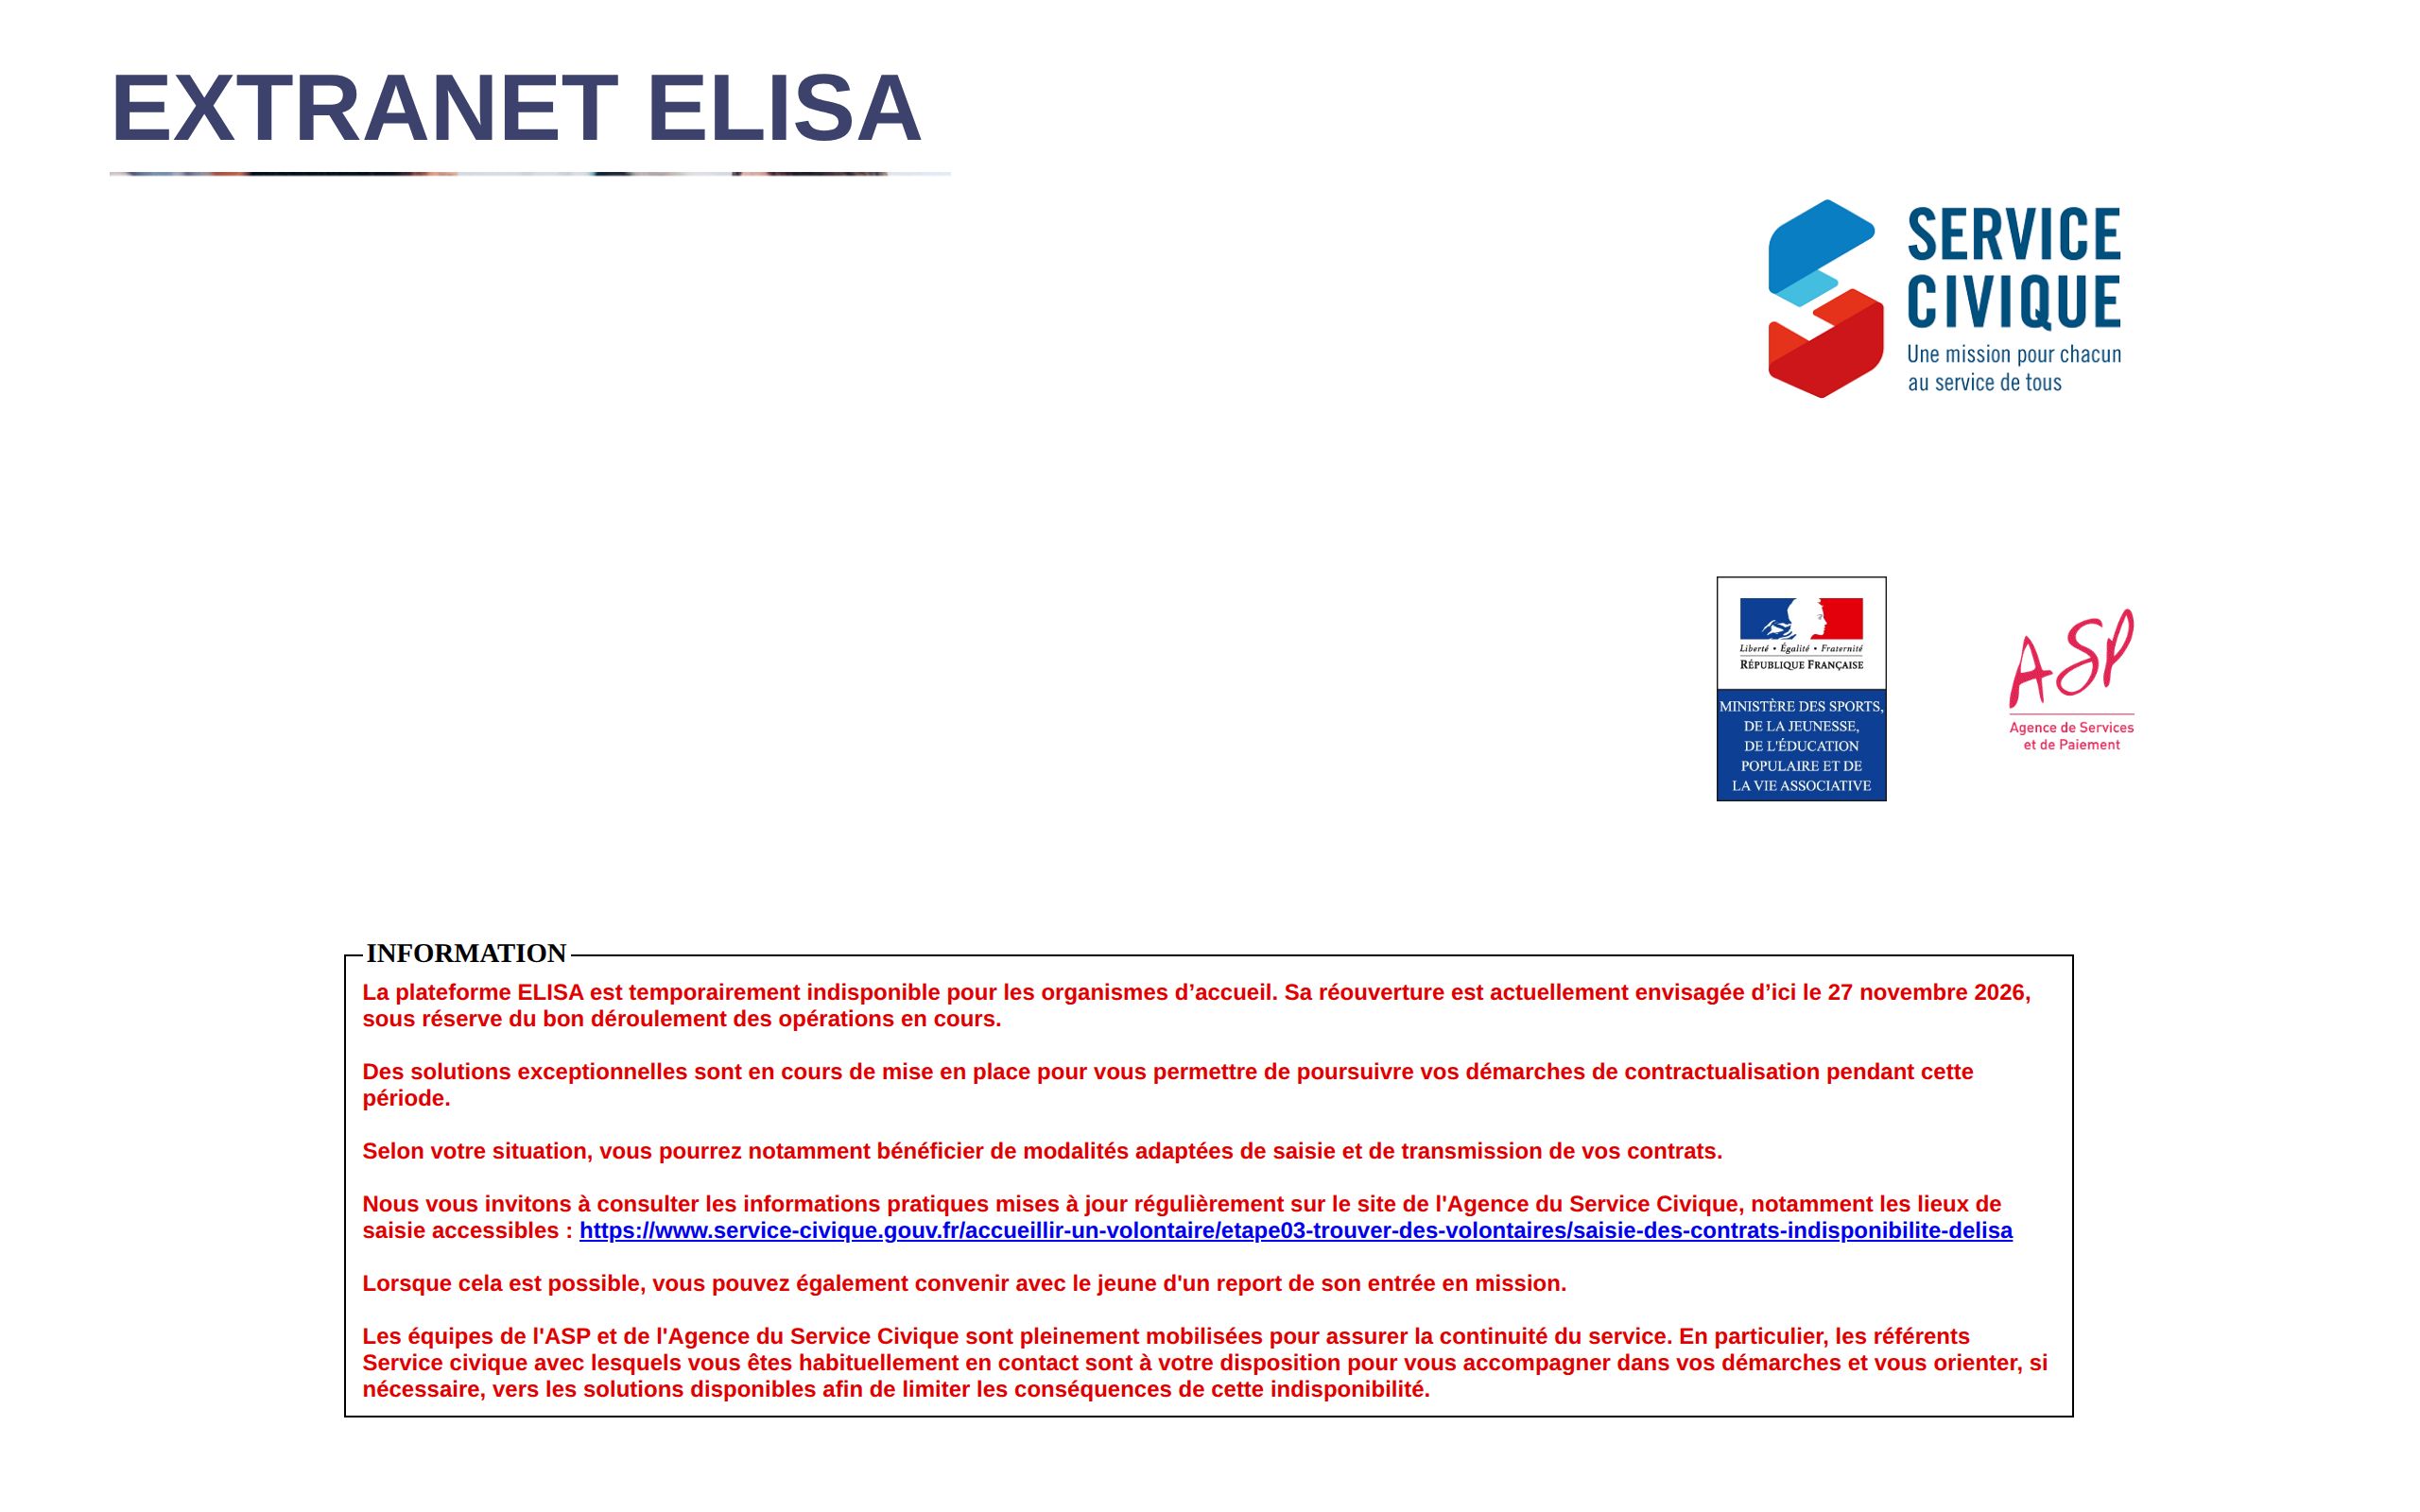 EXTRANET ELISA
SERVICE
CIVIQUE
Une mission pour chacun
au service de tous
Liberté • Égalité • Fraternité
RÉPUBLIQUE FRANÇAISE
MINISTÈRE DES SPORTS,
DE LA JEUNESSE,
DE L'ÉDUCATION
POPULAIRE ET DE
LA VIE ASSOCIATIVE
ASP
Agence de Services
et de Paiement
INFORMATION
La plateforme ELISA est temporairement indisponible pour les organismes d’accueil. Sa réouverture est actuellement envisagée d’ici le 27 novembre 2026,
sous réserve du bon déroulement des opérations en cours.
Des solutions exceptionnelles sont en cours de mise en place pour vous permettre de poursuivre vos démarches de contractualisation pendant cette
période.
Selon votre situation, vous pourrez notamment bénéficier de modalités adaptées de saisie et de transmission de vos contrats.
Nous vous invitons à consulter les informations pratiques mises à jour régulièrement sur le site de l'Agence du Service Civique, notamment les lieux de
saisie accessibles : https://www.service-civique.gouv.fr/accueillir-un-volontaire/etape03-trouver-des-volontaires/saisie-des-contrats-indisponibilite-delisa
Lorsque cela est possible, vous pouvez également convenir avec le jeune d'un report de son entrée en mission.
Les équipes de l'ASP et de l'Agence du Service Civique sont pleinement mobilisées pour assurer la continuité du service. En particulier, les référents
Service civique avec lesquels vous êtes habituellement en contact sont à votre disposition pour vous accompagner dans vos démarches et vous orienter, si
nécessaire, vers les solutions disponibles afin de limiter les conséquences de cette indisponibilité.